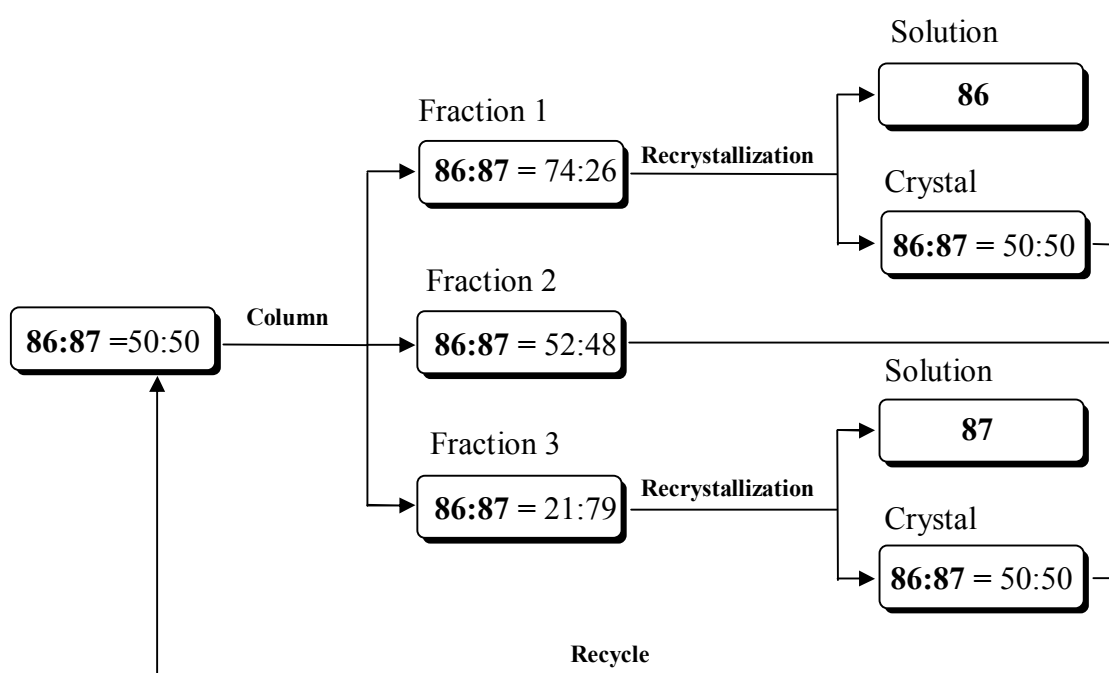 Solution
86
Fraction 1
86:87 = 74:26
Recrystallization
Crystal
86:87 = 50:50
Fraction 2
86:87 =50:50
Column
86:87 = 52:48
Solution
87
Fraction 3
86:87 = 21:79
Recrystallization
Crystal
86:87 = 50:50
Recycle